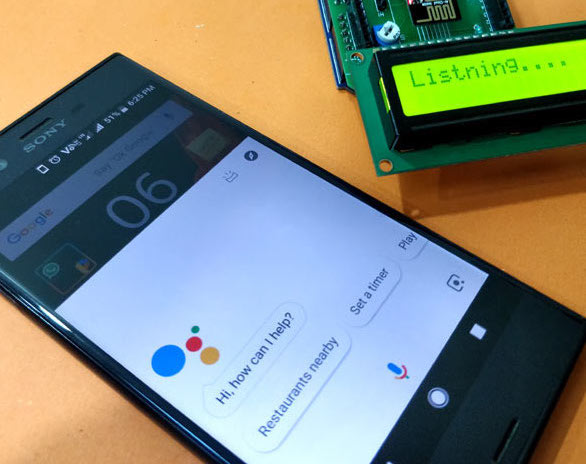 Listning....
SONY
51% 6:25 PM
Google
Say "Ok Google"
06
Hi, how can I help?
Restaurants nearby
Set a timer
Play